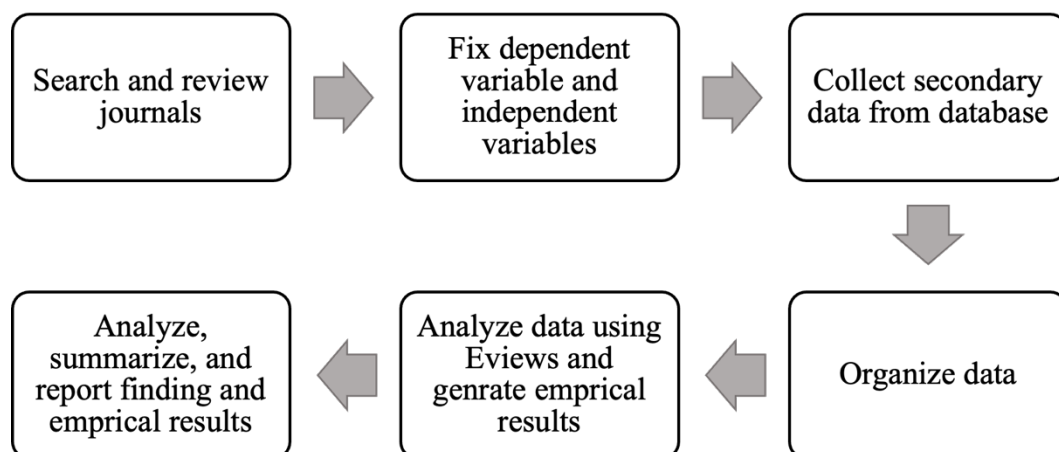 Search and review
journals
Fix dependent
variable and
independent
variables
Collect secondary
data from database
Organize data
Analyze data using
Eviews and
genrate emprical
results
Analyze,
summarize, and
report finding and
emprical results